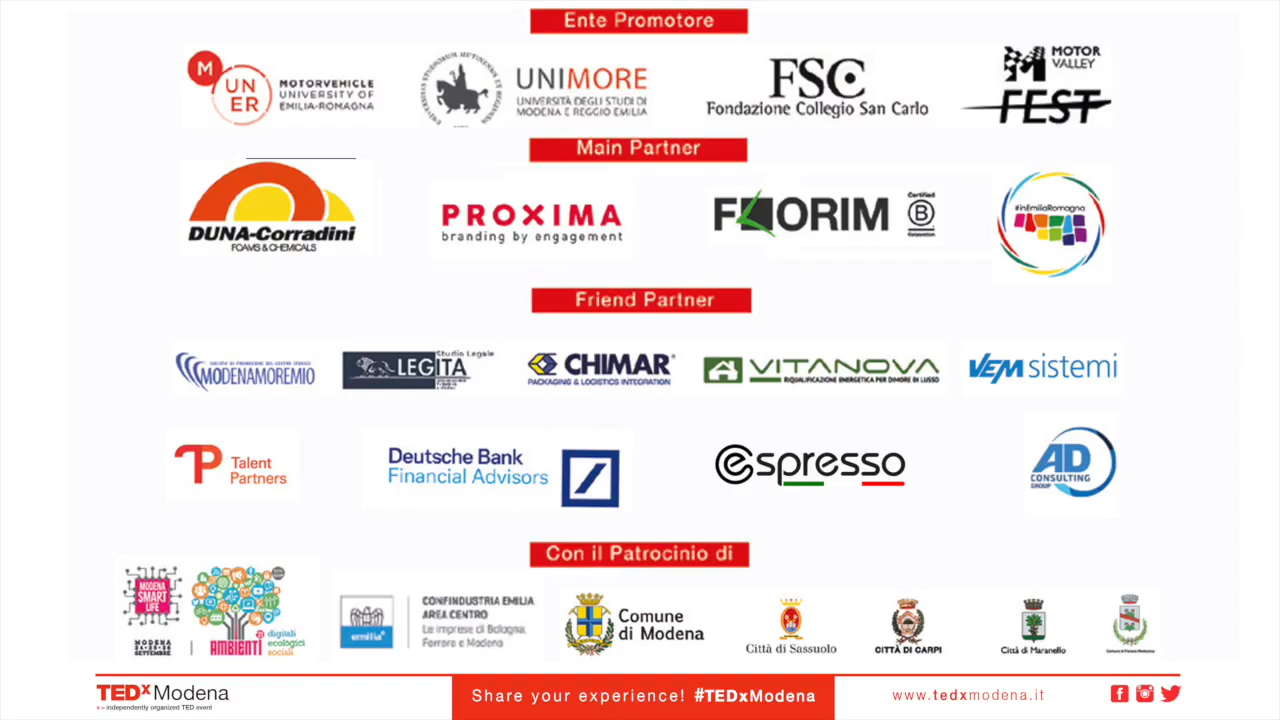 Ente Promotore
M
UN
ER
MOTORVEHICLE
UNIVERSITY OF
EMILIA-ROMAGNA
UNIMORE
UNIVERSITÀ DEGLI STUDI DI
MODENA E REGGIO EMILIA
FSC
Fondazione Collegio San Carlo
MOTOR
VALLEY
FEST
Main Partner
DUNA-Corradini
FOAMS & CHEMICALS
PROXIMA
branding by engagement
FLORIM
Certified
B
Corporation
#inEmiliaRomagna
Friend Partner
MODENAMOREMIO
Studio Legale
LEGITA
CHIMAR®
PACKAGING & LOGISTICS INTEGRATION
VITANOVA
RIQUALIFICAZIONE ENERGETICA PER DIMORE DI LUSSO
VEM sistemi
TP
Talent
Partners
Deutsche Bank
Financial Advisors
espresso
AD
CONSULTING
GROUP
Con il Patrocinio di
MODENA
SMART
LIFE
MODENA
24-25-26
SETTEMBRE
AMBIENTI
digitali
ecologici
sociali
emilia
CONFINDUSTRIA EMILIA
AREA CENTRO
Le imprese di Bologna,
Ferrara e Modena
Comune
di Modena
Città di Sassuolo
CITTÀ DI CARPI
Città di Maranello
TEDxModena
x = independently organized TED event
Share your experience! #TEDxModena
www.tedxmodena.it